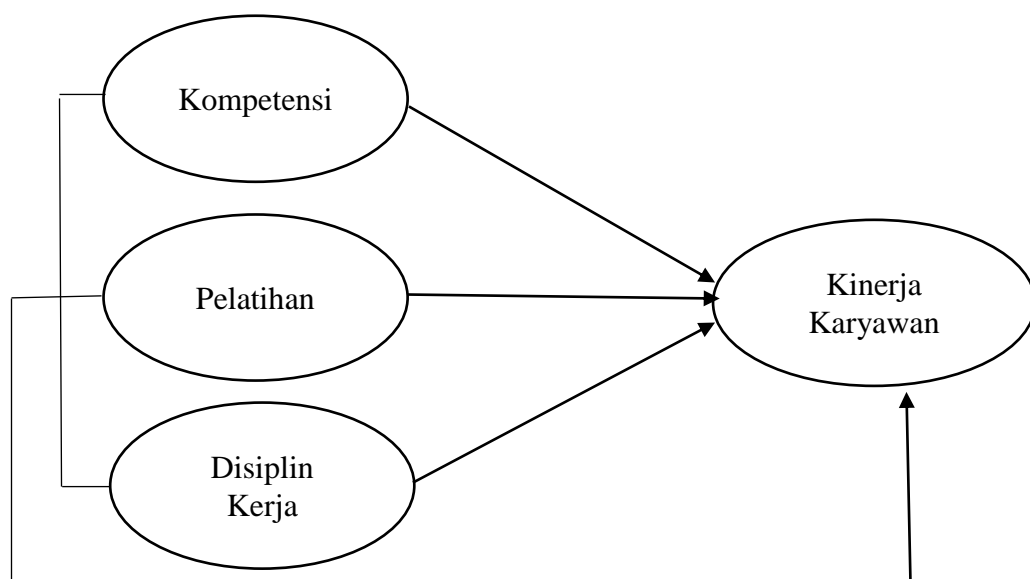 Kompetensi
Pelatihan
Disiplin
Kerja
Kinerja
Karyawan